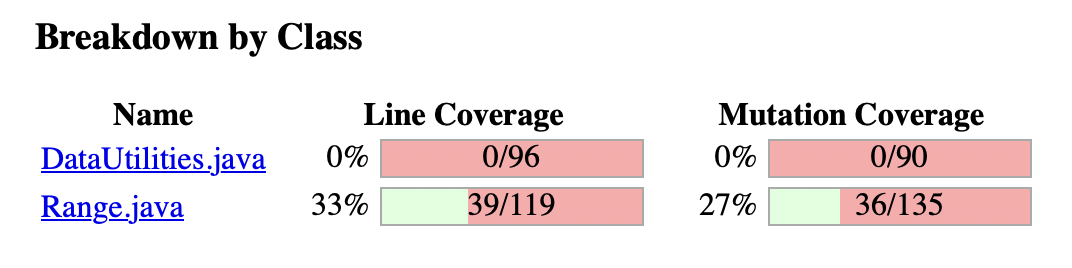 Breakdown by Class
Name Line Coverage Mutation Coverage
DataUtilities.java 0% 0/96 0% 0/90
Range.java 33% 39/119 27% 36/135